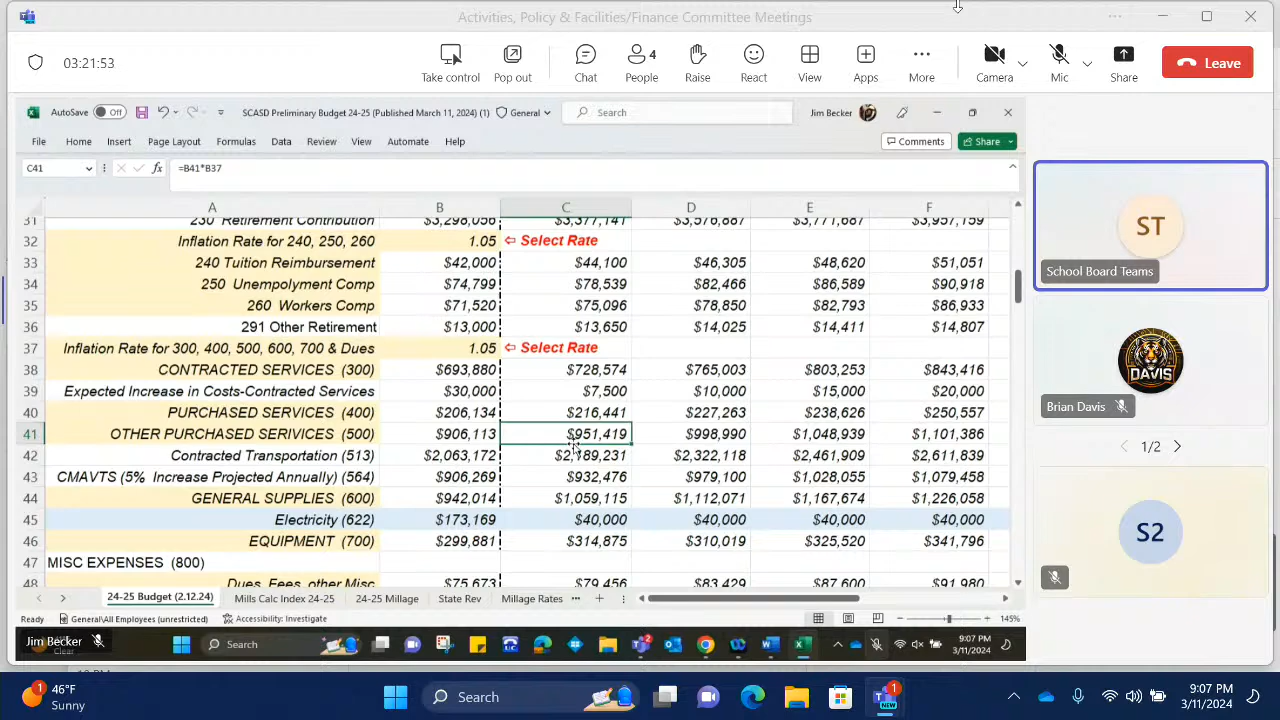 Activities, Policy & Facilities/Finance Committee Meetings
03:21:53
Take control Pop out Chat People 4 Raise React View Apps More Camera Mic Share Leave
AutoSave Off SCASD Preliminary Budget 24-25 (Published March 11, 2024) (1) General Search Jim Becker
File Home Insert Page Layout Formulas Data Review View Automate Help Comments Share
C41 fx =B41*B37
A B C D E F
31 230 Retirement Contribution $3,298,056 $3,377,141 $3,576,887 $3,771,687 $3,957,159
32 Inflation Rate for 240, 250, 260 1.05 ⇦ Select Rate
33 240 Tuition Reimbursement $42,000 $44,100 $46,305 $48,620 $51,051
34 250 Unempolyment Comp $74,799 $78,539 $82,466 $86,589 $90,918
35 260 Workers Comp $71,520 $75,096 $78,850 $82,793 $86,933
36 291 Other Retirement $13,000 $13,650 $14,025 $14,411 $14,807
37 Inflation Rate for 300, 400, 500, 600, 700 & Dues 1.05 ⇦ Select Rate
38 CONTRACTED SERVICES (300) $693,880 $728,574 $765,003 $803,253 $843,416
39 Expected Increase in Costs-Contracted Services $30,000 $7,500 $10,000 $15,000 $20,000
40 PURCHASED SERVICES (400) $206,134 $216,441 $227,263 $238,626 $250,557
41 OTHER PURCHASED SERIVICES (500) $906,113 $951,419 $998,990 $1,048,939 $1,101,386
42 Contracted Transportation (513) $2,063,172 $2,189,231 $2,322,118 $2,461,909 $2,611,839
43 CMAVTS (5% Increase Projected Annually) (564) $906,269 $932,476 $979,100 $1,028,055 $1,079,458
44 GENERAL SUPPLIES (600) $942,014 $1,059,115 $1,112,071 $1,167,674 $1,226,058
45 Electricity (622) $173,169 $40,000 $40,000 $40,000 $40,000
46 EQUIPMENT (700) $299,881 $314,875 $310,019 $325,520 $341,796
47 MISC EXPENSES (800)
48 Dues, Fees, other Misc $75,673 $79,456 $83,429 $87,600 $91,980
24-25 Budget (2.12.24) Mills Calc Index 24-25 24-25 Millage State Rev Millage Rates
Ready General\All Employees (unrestricted) Accessibility: Investigate 145%
Jim Becker
Clear
Search
9:07 PM
3/11/2024
ST
School Board Teams
DAVIS
Brian Davis
1/2
S2
46°F
Sunny
Search
NEW
9:07 PM
3/11/2024